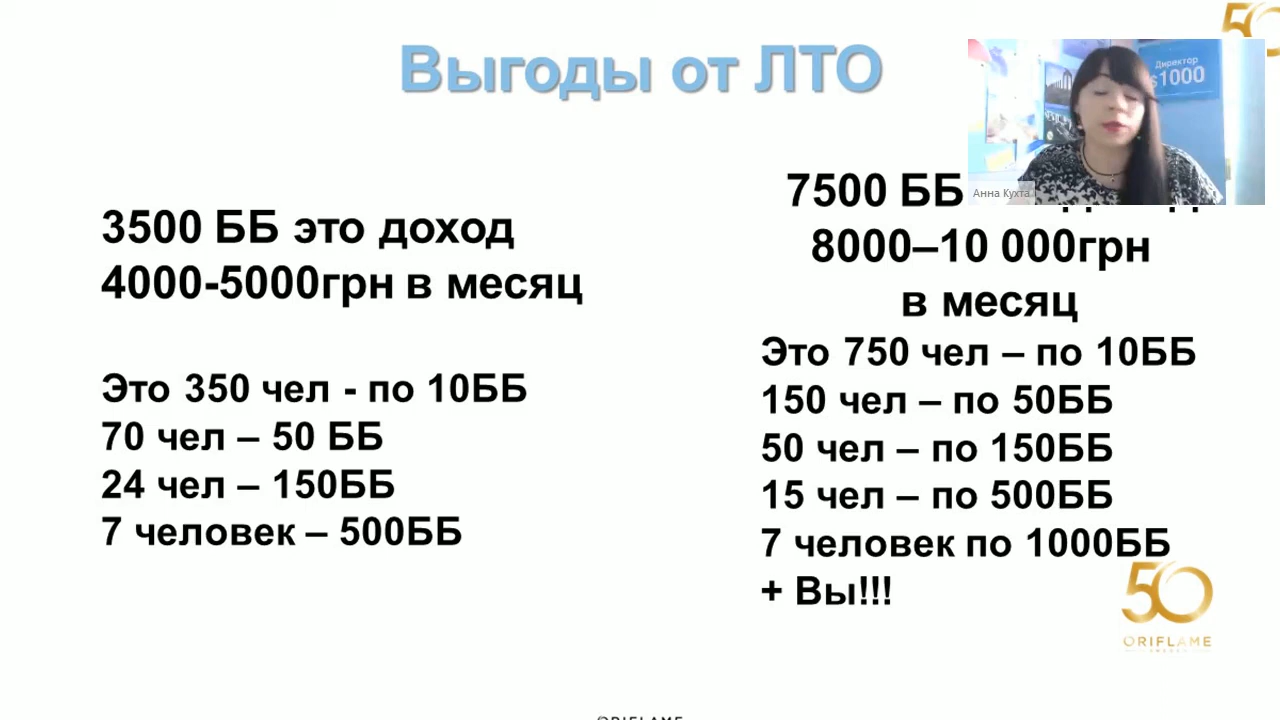 Выгоды от ЛТО
50
Директор
$1000
Анна Кухта
3500 ББ это доход
4000-5000грн в месяц
Это 350 чел - по 10ББ
70 чел – 50 ББ
24 чел – 150ББ
7 человек – 500ББ
7500 ББ
8000–10 000грн
в месяц
Это 750 чел – по 10ББ
150 чел – по 50ББ
50 чел – по 150ББ
15 чел – по 500ББ
7 человек по 1000ББ
+ Вы!!!
50
ORIFLAME
ORIFLAME